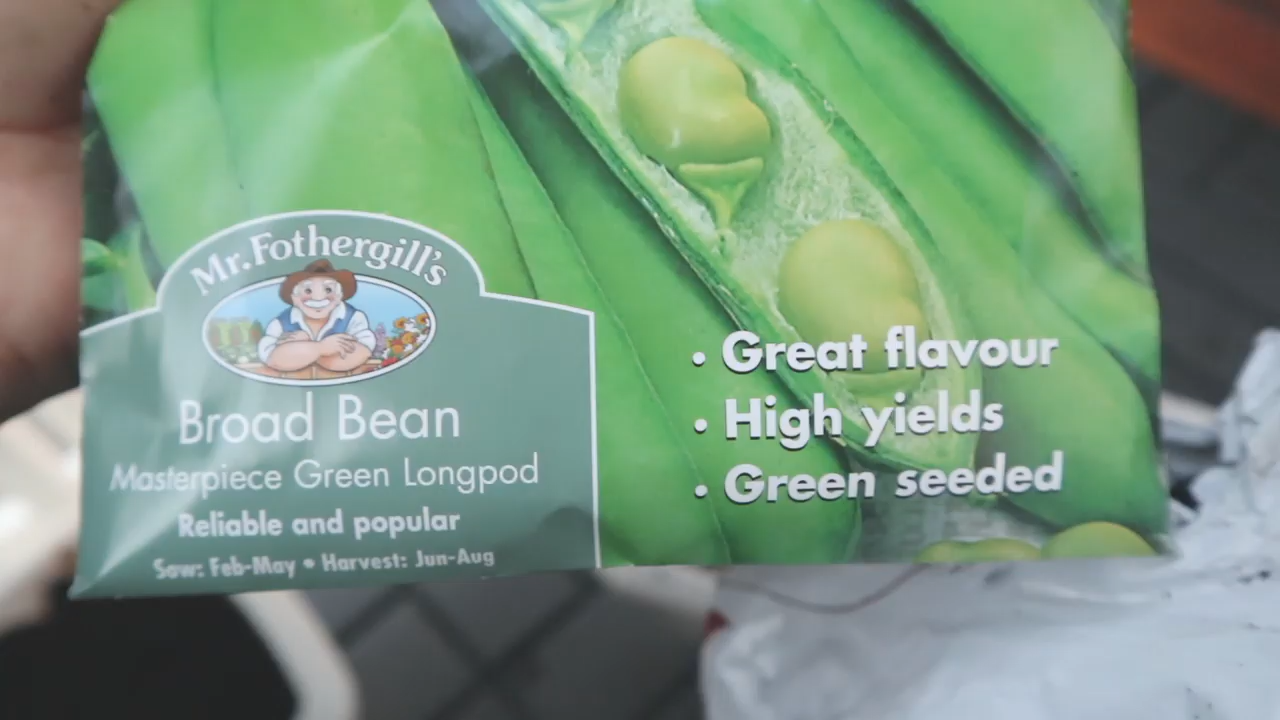 Mr. Fothergill's
Broad Bean
Masterpiece Green Longpod
Reliable and popular
Sow: Feb-May • Harvest: Jun-Aug
• Great flavour
• High yields
• Green seeded